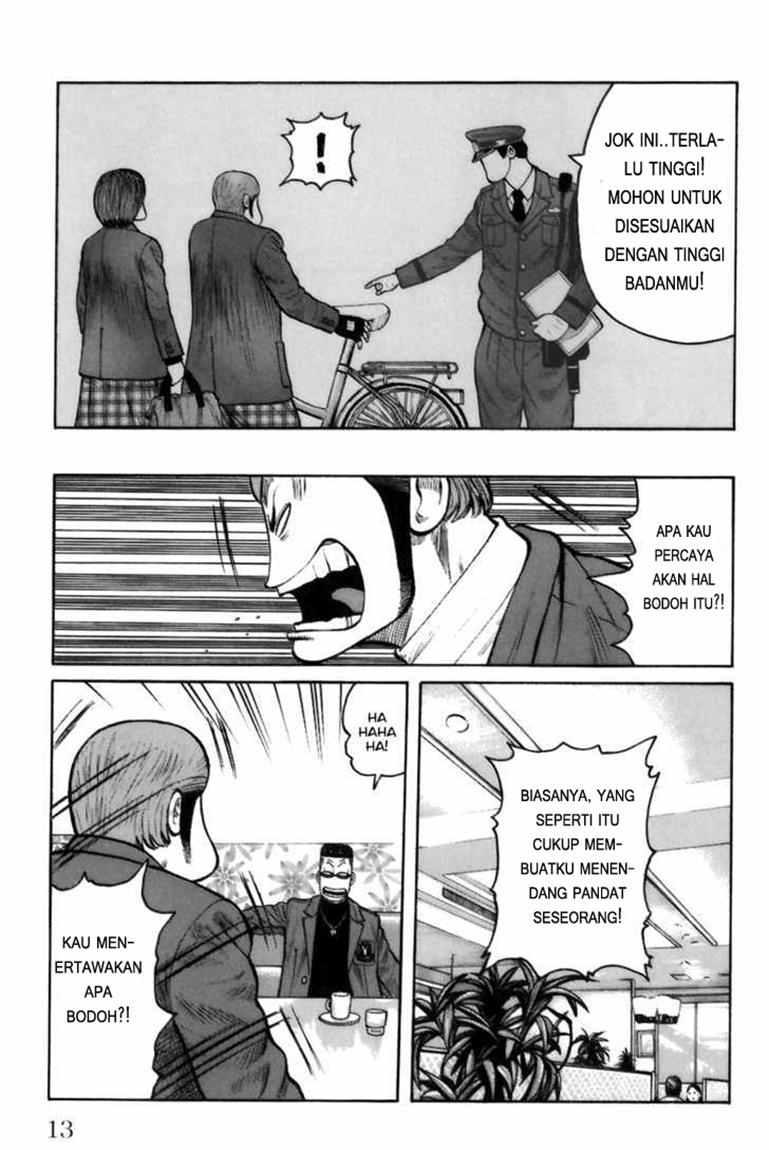 !
JOK INI..TERLA-
LU TINGGI!
MOHON UNTUK
DISESUAIKAN
DENGAN TINGGI
BADANMU!
APA KAU
PERCAYA
AKAN HAL
BODOH ITU?!
BIASANYA, YANG
SEPERTI ITU
CUKUP MEM-
BUATKU MENEN-
DANG PANDAT
SESEORANG!
HA
HAHA
HA!
KAU MEN-
ERTAWAKAN
APA
BODOH?!
13